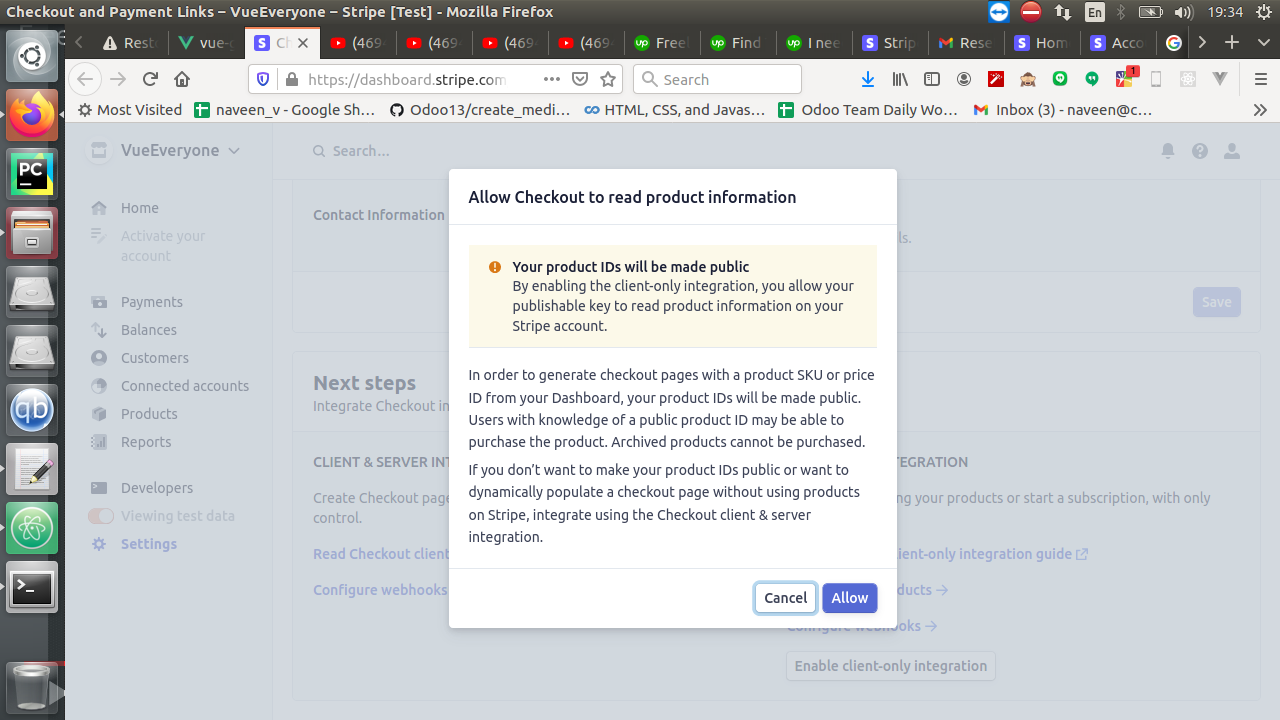 Checkout and Payment Links – VueEveryone – Stripe [Test] - Mozilla Firefox
En
19:34
Resto
vue-g
Ch
(469
(469
(469
(469
Freel
Find
I nee
Strip
Rese
Hom
Acco
https://dashboard.stripe.com
Search
1
Most Visited
naveen_v - Google Sh…
Odoo13/create_medi…
HTML, CSS, and Javas…
Odoo Team Daily Wo…
Inbox (3) - naveen@c…
PC
qb
VueEveryone
Search…
Home
Activate your
account
Payments
Balances
Customers
Connected accounts
Products
Reports
Developers
Viewing test data
Settings
Contact Information
ls.
Save
Next steps
Integrate Checkout in
CLIENT & SERVER INT
Create Checkout page
control.
Read Checkout client
Configure webhooks
Allow Checkout to read product information
Your product IDs will be made public
By enabling the client-only integration, you allow your
publishable key to read product information on your
Stripe account.
In order to generate checkout pages with a product SKU or price
ID from your Dashboard, your product IDs will be made public.
Users with knowledge of a public product ID may be able to
purchase the product. Archived products cannot be purchased.
If you don’t want to make your product IDs public or want to
dynamically populate a checkout page without using products
on Stripe, integrate using the Checkout client & server
integration.
Cancel
Allow
TEGRATION
ing your products or start a subscription, with only
lient-only integration guide
ducts
Configure webhooks
Enable client-only integration